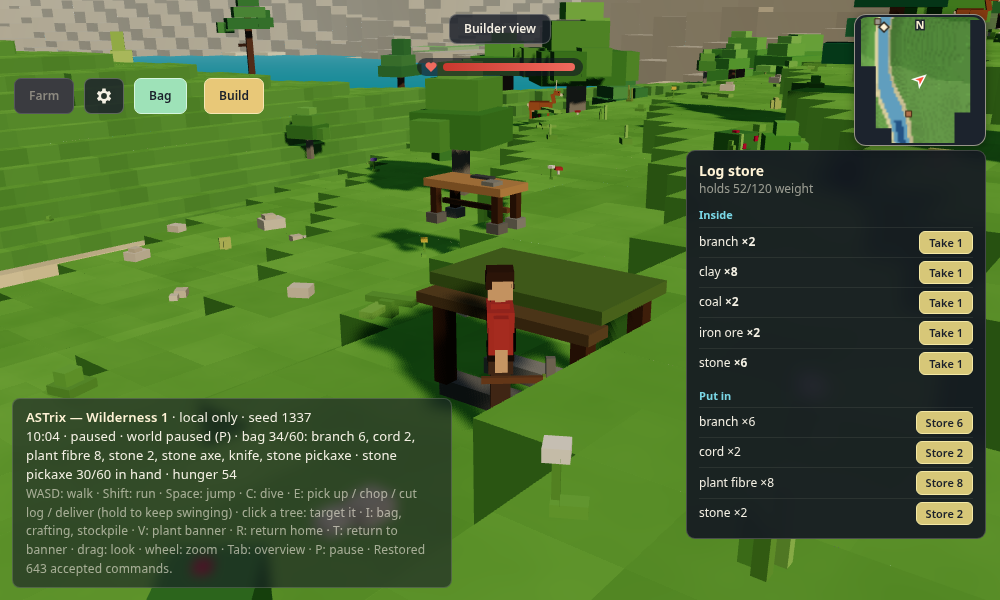 Builder view
N
Farm
Bag
Build
Log store
holds 52/120 weight
Inside
branch ×2
Take 1
clay ×8
Take 1
coal ×2
Take 1
iron ore ×2
Take 1
stone ×6
Take 1
Put in
branch ×6
Store 6
cord ×2
Store 2
plant fibre ×8
Store 8
stone ×2
Store 2
ASTrix — Wilderness 1 · local only · seed 1337
10:04 · paused · world paused (P) · bag 34/60: branch 6, cord 2,
plant fibre 8, stone 2, stone axe, knife, stone pickaxe · stone
pickaxe 30/60 in hand · hunger 54
WASD: walk · Shift: run · Space: jump · C: dive · E: pick up / chop / cut
log / deliver (hold to keep swinging) · click a tree: target it · I: bag,
crafting, stockpile · V: plant banner · R: return home · T: return to
banner · drag: look · wheel: zoom · Tab: overview · P: pause · Restored
643 accepted commands.